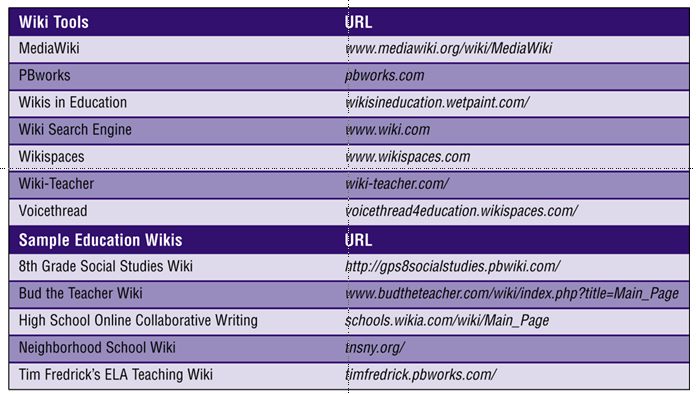 Wiki Tools URL
MediaWiki www.mediawiki.org/wiki/MediaWiki
PBworks pbworks.com
Wikis in Education wikisineducation.wetpaint.com/
Wiki Search Engine www.wiki.com
Wikispaces www.wikispaces.com
Wiki-Teacher wiki-teacher.com/
Voicethread voicethread4education.wikispaces.com/
Sample Education Wikis URL
8th Grade Social Studies Wiki http://gps8socialstudies.pbwiki.com/
Bud the Teacher Wiki www.budtheteacher.com/wiki/index.php?title=Main_Page
High School Online Collaborative Writing schools.wikia.com/wiki/Main_Page
Neighborhood School Wiki tnsny.org/
Tim Fredrick's ELA Teaching Wiki timfredrick.pbworks.com/